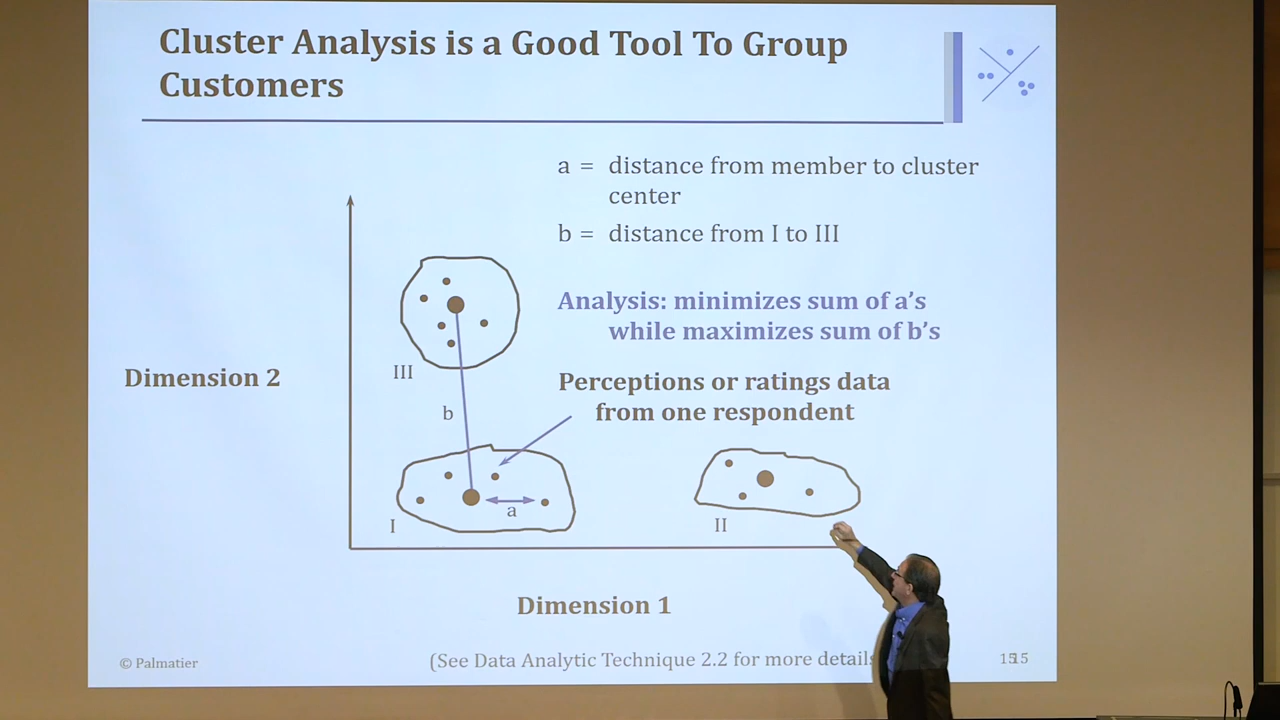 Cluster Analysis is a Good Tool To Group
Customers
a = distance from member to cluster
center
b = distance from I to III
Analysis: minimizes sum of a's
while maximizes sum of b's
III
Dimension 2
Perceptions or ratings data
from one respondent
b
a
I
II
Dimension 1
© Palmatier
(See Data Analytic Technique 2.2 for more details
1515